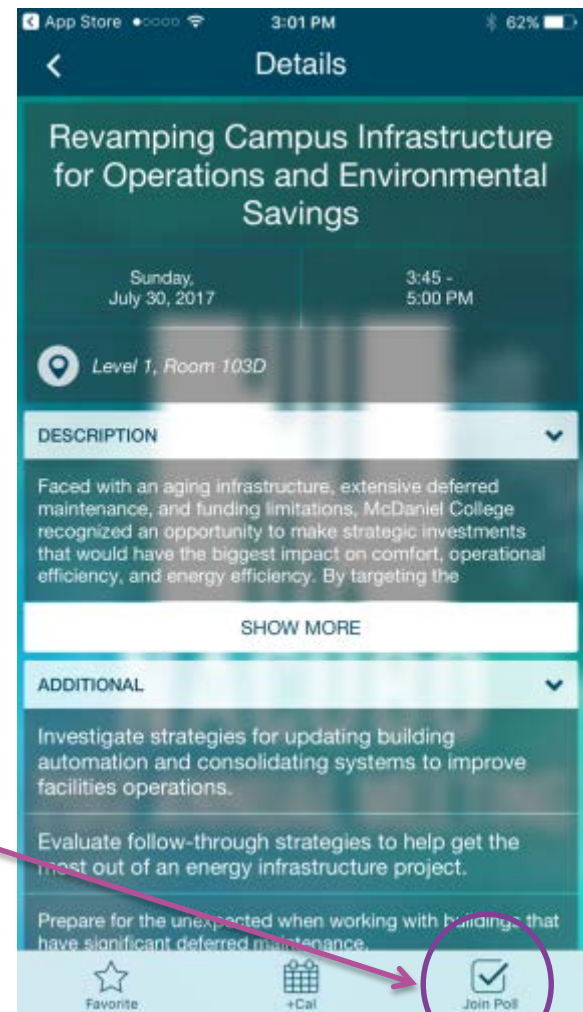 App Store 3:01 PM 62%
Details
Revamping Campus Infrastructure
for Operations and Environmental
Savings
Sunday,
July 30, 2017
3:45 -
5:00 PM
Level 1, Room 103D
DESCRIPTION
Faced with an aging infrastructure, extensive deferred
maintenance, and funding limitations, McDaniel College
recognized an opportunity to make strategic investments
that would have the biggest impact on comfort, operational
efficiency, and energy efficiency. By targeting the
SHOW MORE
ADDITIONAL
Investigate strategies for updating building
automation and consolidating systems to improve
facilities operations.
Evaluate follow-through strategies to help get the
most out of an energy infrastructure project.
Prepare for the unexpected when working with buildings that
have significant deferred maintenance.
Favorite +Cal Join Poll